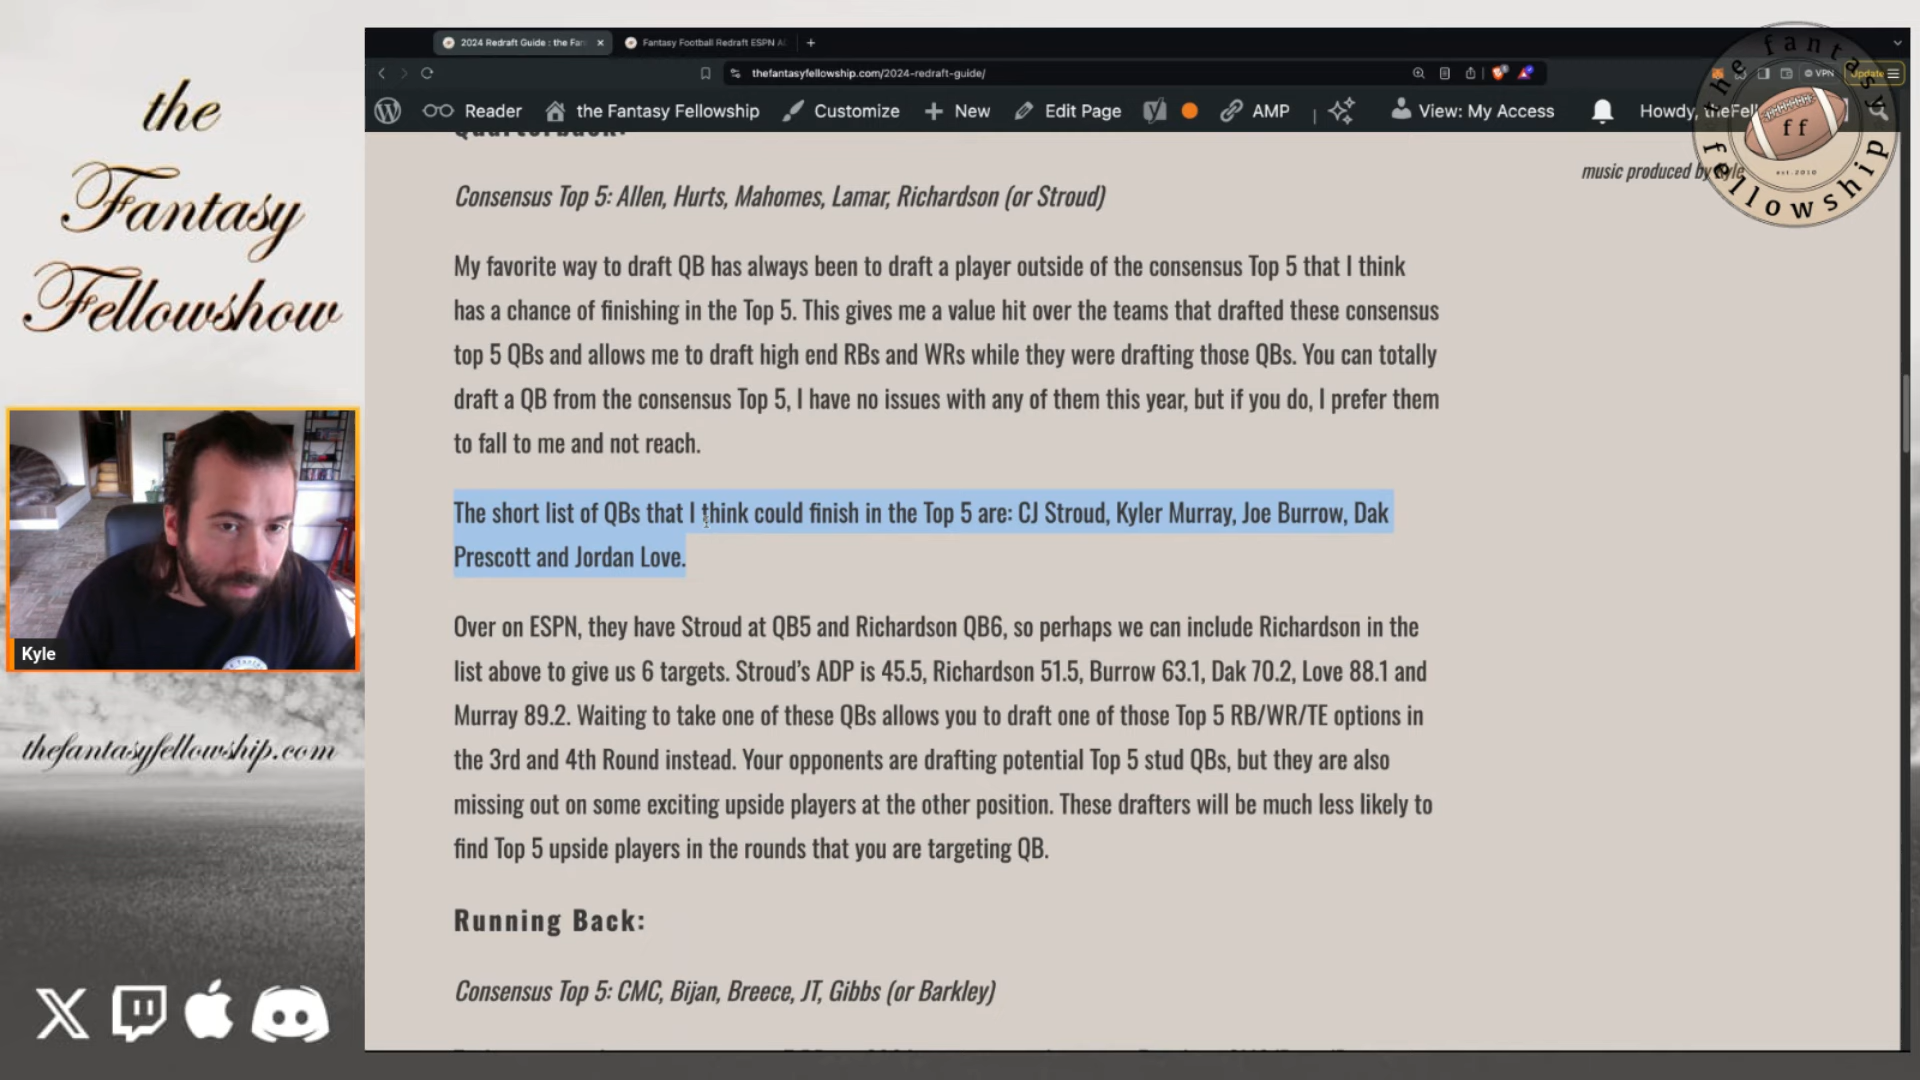 the
Fantasy
Fellowshow
Kyle
thefantasyfellowship.com
2024 Redraft Guide : the Fan
Fantasy Football Redraft ESPN A
thefantasyfellowship.com/2024-redraft-guide/
VPN
Update
Reader
the Fantasy Fellowship
Customize
New
Edit Page
AMP
View: My Access
Howdy, theFel
the fantasy fellowship
ff
est.2010
music produced by Kyle
Quarterback:
Consensus Top 5: Allen, Hurts, Mahomes, Lamar, Richardson (or Stroud)
My favorite way to draft QB has always been to draft a player outside of the consensus Top 5 that I think
has a chance of finishing in the Top 5. This gives me a value hit over the teams that drafted these consensus
top 5 QBs and allows me to draft high end RBs and WRs while they were drafting those QBs. You can totally
draft a QB from the consensus Top 5, I have no issues with any of them this year, but if you do, I prefer them
to fall to me and not reach.
The short list of QBs that I think could finish in the Top 5 are: CJ Stroud, Kyler Murray, Joe Burrow, Dak
Prescott and Jordan Love.
Over on ESPN, they have Stroud at QB5 and Richardson QB6, so perhaps we can include Richardson in the
list above to give us 6 targets. Stroud’s ADP is 45.5, Richardson 51.5, Burrow 63.1, Dak 70.2, Love 88.1 and
Murray 89.2. Waiting to take one of these QBs allows you to draft one of those Top 5 RB/WR/TE options in
the 3rd and 4th Round instead. Your opponents are drafting potential Top 5 stud QBs, but they are also
missing out on some exciting upside players at the other position. These drafters will be much less likely to
find Top 5 upside players in the rounds that you are targeting QB.
Running Back:
Consensus Top 5: CMC, Bijan, Breece, JT, Gibbs (or Barkley)